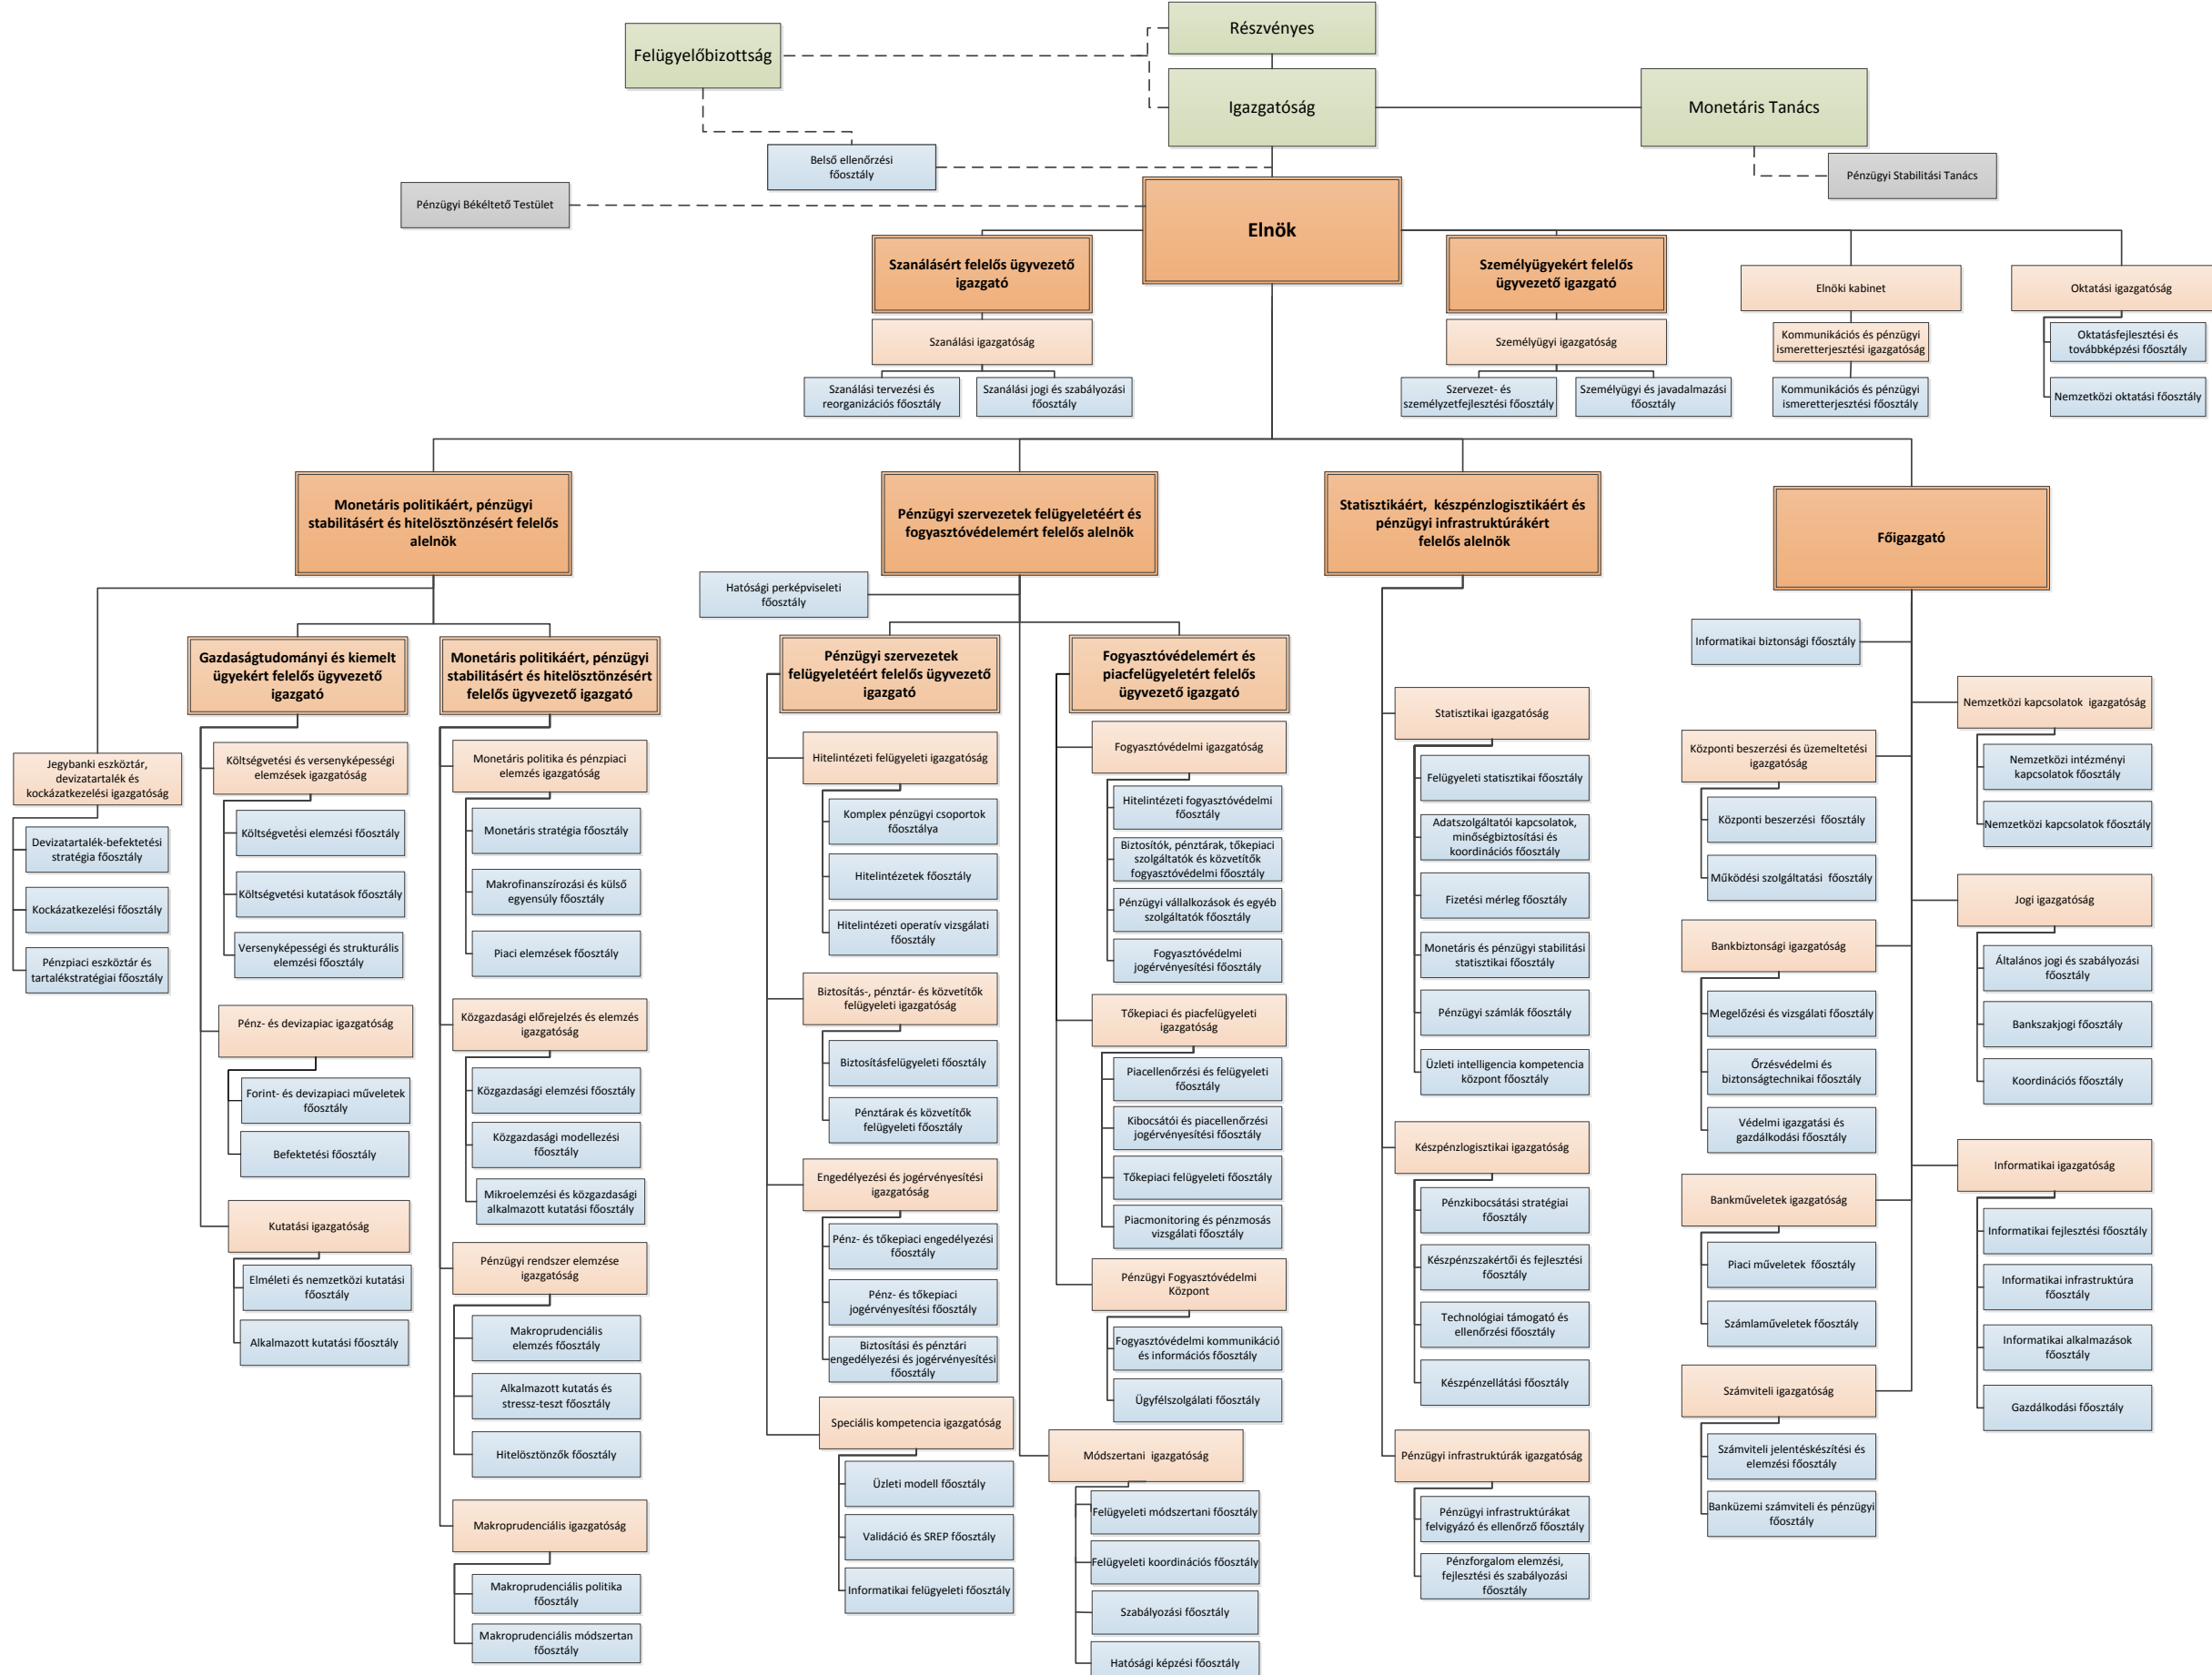 Részvényes
Felügyelőbizottság
Igazgatóság
Monetáris Tanács
Belső ellenőrzési
főosztály
Pénzügyi Stabilitási Tanács
Pénzügyi Békéltető Testület
Elnök
Szanálásért felelős ügyvezető
igazgató
Szanálási igazgatóság
Szanálási tervezési és
reorganizációs főosztály
Szanálási jogi és szabályozási
főosztály
Személyügyekért felelős
ügyvezető igazgató
Személyügyi igazgatóság
Szervezet- és
személyzetfejlesztési főosztály
Személyügyi és javadalmazási
főosztály
Elnöki kabinet
Kommunikációs és pénzügyi
ismeretterjesztési igazgatóság
Kommunikációs és pénzügyi
ismeretterjesztési főosztály
Oktatási igazgatóság
Oktatásfejlesztési és
továbbképzési főosztály
Nemzetközi oktatási főosztály
Monetáris politikáért, pénzügyi
stabilitásért és hitelösztönzésért felelős
alelnök
Jegybanki eszköztár,
devizatartalék és
kockázatkezelési igazgatóság
Devizatartalék-befektetési
stratégia főosztály
Kockázatkezelési főosztály
Pénzpiaci eszköztár és
tartalékstratégiai főosztály
Gazdaságtudományi és kiemelt
ügyekért felelős ügyvezető
igazgató
Költségvetési és versenyképességi
elemzések igazgatóság
Költségvetési elemzési főosztály
Költségvetési kutatások főosztály
Versenyképességi és strukturális
elemzési főosztály
Pénz- és devizapiac igazgatóság
Forint- és devizapiaci műveletek
főosztály
Befektetési főosztály
Kutatási igazgatóság
Elméleti és nemzetközi kutatási
főosztály
Alkalmazott kutatási főosztály
Monetáris politikáért, pénzügyi
stabilitásért és hitelösztönzésért
felelős ügyvezető igazgató
Monetáris politika és pénzpiaci
elemzés igazgatóság
Monetáris stratégia főosztály
Makrofinanszírozási és külső
egyensúly főosztály
Piaci elemzések főosztály
Közgazdasági előrejelzés és elemzés
igazgatóság
Közgazdasági elemzési főosztály
Közgazdasági modellezési
főosztály
Mikroelemzési és közgazdasági
alkalmazott kutatási főosztály
Pénzügyi rendszer elemzése
igazgatóság
Makroprudenciális
elemzés főosztály
Alkalmazott kutatás és
stressz-teszt főosztály
Hitelösztönzők főosztály
Makroprudenciális igazgatóság
Makroprudenciális politika
főosztály
Makroprudenciális módszertan
főosztály
Pénzügyi szervezetek felügyeletéért és
fogyasztóvédelemért felelős alelnök
Hatósági perképviseleti
főosztály
Pénzügyi szervezetek
felügyeletéért felelős ügyvezető
igazgató
Hitelintézeti felügyeleti igazgatóság
Komplex pénzügyi csoportok
főosztálya
Hitelintézetek főosztály
Hitelintézeti operatív vizsgálati
főosztály
Biztosítás-, pénztár- és közvetítők
felügyeleti igazgatóság
Biztosításfelügyeleti főosztály
Pénztárak és közvetítők
felügyeleti főosztály
Engedélyezési és jogérvényesítési
igazgatóság
Pénz- és tőkepiaci engedélyezési
főosztály
Pénz- és tőkepiaci
jogérvényesítési főosztály
Biztosítási és pénztári
engedélyezési és jogérvényesítési
főosztály
Speciális kompetencia igazgatóság
Üzleti modell főosztály
Validáció és SREP főosztály
Informatikai felügyeleti főosztály
Fogyasztóvédelemért és
piacfelügyeletért felelős
ügyvezető igazgató
Fogyasztóvédelmi igazgatóság
Hitelintézeti fogyasztóvédelmi
főosztály
Biztosítók, pénztárak, tőkepiaci
szolgáltatók és közvetítők
fogyasztóvédelmi főosztály
Pénzügyi vállalkozások és egyéb
szolgáltatók főosztály
Fogyasztóvédelmi
jogérvényesítési főosztály
Tőkepiaci és piacfelügyeleti
igazgatóság
Piacellenőrzési és felügyeleti
főosztály
Kibocsátói és piacellenőrzési
jogérvényesítési főosztály
Tőkepiaci felügyeleti főosztály
Piacmonitoring és pénzmosás
vizsgálati főosztály
Pénzügyi Fogyasztóvédelmi
Központ
Fogyasztóvédelmi kommunikáció
és információs főosztály
Ügyfélszolgálati főosztály
Módszertani igazgatóság
Felügyeleti módszertani főosztály
Felügyeleti koordinációs főosztály
Szabályozási főosztály
Hatósági képzési főosztály
Statisztikáért, készpénzlogisztikáért és
pénzügyi infrastruktúrákért
felelős alelnök
Statisztikai igazgatóság
Felügyeleti statisztikai főosztály
Adatszolgáltatói kapcsolatok,
minőségbiztosítási és
koordinációs főosztály
Fizetési mérleg főosztály
Monetáris és pénzügyi stabilitási
statisztikai főosztály
Pénzügyi számlák főosztály
Üzleti intelligencia kompetencia
központ főosztály
Készpénzlogisztikai igazgatóság
Pénzkibocsátási stratégiai
főosztály
Készpénzszakértői és fejlesztési
főosztály
Technológiai támogató és
ellenőrzési főosztály
Készpénzellátási főosztály
Pénzügyi infrastruktúrák igazgatóság
Pénzügyi infrastruktúrákat
felvigyázó és ellenőrző főosztály
Pénzforgalom elemzési,
fejlesztési és szabályozási
főosztály
Főigazgató
Informatikai biztonsági főosztály
Központi beszerzési és üzemeltetési
igazgatóság
Központi beszerzési főosztály
Működési szolgáltatási főosztály
Bankbiztonsági igazgatóság
Megelőzési és vizsgálati főosztály
Őrzésvédelmi és
biztonságtechnikai főosztály
Védelmi igazgatási és
gazdálkodási főosztály
Bankműveletek igazgatóság
Piaci műveletek főosztály
Számlaműveletek főosztály
Számviteli igazgatóság
Számviteli jelentéskészítési és
elemzési főosztály
Banküzemi számviteli és pénzügyi
főosztály
Nemzetközi kapcsolatok igazgatóság
Nemzetközi intézményi
kapcsolatok főosztály
Nemzetközi kapcsolatok főosztály
Jogi igazgatóság
Általános jogi és szabályozási
főosztály
Bankszakjogi főosztály
Koordinációs főosztály
Informatikai igazgatóság
Informatikai fejlesztési főosztály
Informatikai infrastruktúra
főosztály
Informatikai alkalmazások
főosztály
Gazdálkodási főosztály